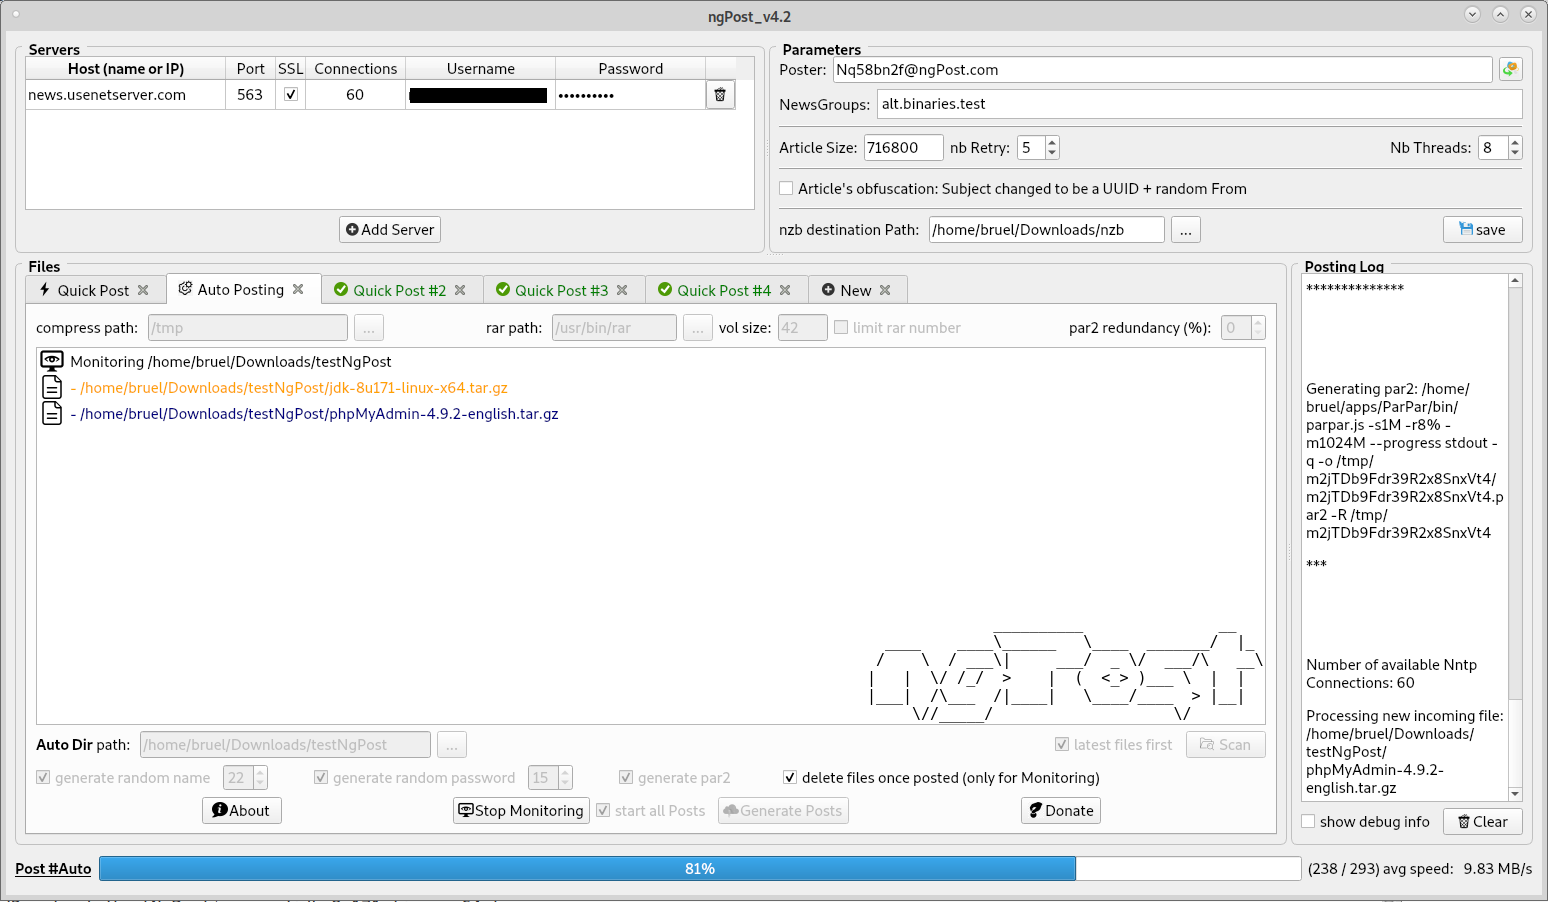 ngPost_v4.2
Servers
Host (name or IP) Port SSL Connections Username Password
news.usenetserver.com 563 60 ••••••••••
Add Server
Parameters
Poster: Nq58bn2f@ngPost.com
NewsGroups: alt.binaries.test
Article Size: 716800 nb Retry: 5 Nb Threads: 8
Article's obfuscation: Subject changed to be a UUID + random From
nzb destination Path: /home/bruel/Downloads/nzb ... save
Files
Quick Post Auto Posting Quick Post #2 Quick Post #3 Quick Post #4 New
compress path: /tmp ... rar path: /usr/bin/rar ... vol size: 42 limit rar number par2 redundancy (%): 0
Monitoring /home/bruel/Downloads/testNgPost
- /home/bruel/Downloads/testNgPost/jdk-8u171-linux-x64.tar.gz
- /home/bruel/Downloads/testNgPost/phpMyAdmin-4.9.2-english.tar.gz
ngPost
Auto Dir path: /home/bruel/Downloads/testNgPost ... latest files first Scan
generate random name 22 generate random password 15 generate par2 delete files once posted (only for Monitoring)
About Stop Monitoring start all Posts Generate Posts Donate
Posting Log
**************
Generating par2: /home/
bruel/apps/ParPar/bin/
parpar.js -s1M -r8% -
m1024M --progress stdout -
q -o /tmp/
m2jTDb9Fdr39R2x8SnxVt4/
m2jTDb9Fdr39R2x8SnxVt4.p
ar2 -R /tmp/
m2jTDb9Fdr39R2x8SnxVt4
***
Number of available Nntp
Connections: 60
Processing new incoming file:
/home/bruel/Downloads/
testNgPost/
phpMyAdmin-4.9.2-
english.tar.gz
show debug info Clear
Post #Auto 81% (238 / 293) avg speed: 9.83 MB/s